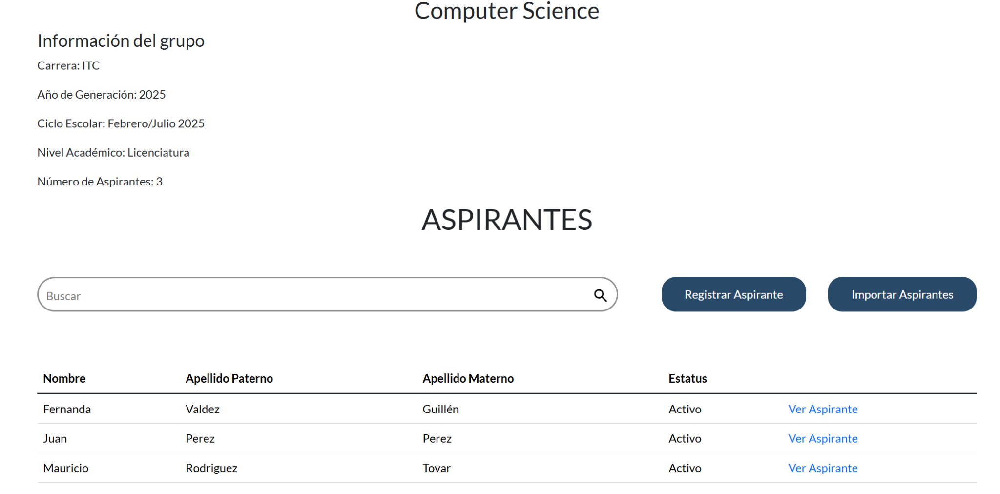 Computer Science
Información del grupo
Carrera: ITC
Año de Generación: 2025
Ciclo Escolar: Febrero/Julio 2025
Nivel Académico: Licenciatura
Número de Aspirantes: 3
ASPIRANTES
Buscar Registrar Aspirante Importar Aspirantes
Nombre Apellido Paterno Apellido Materno Estatus
Fernanda Valdez Guillén Activo Ver Aspirante
Juan Perez Perez Activo Ver Aspirante
Mauricio Rodriguez Tovar Activo Ver Aspirante